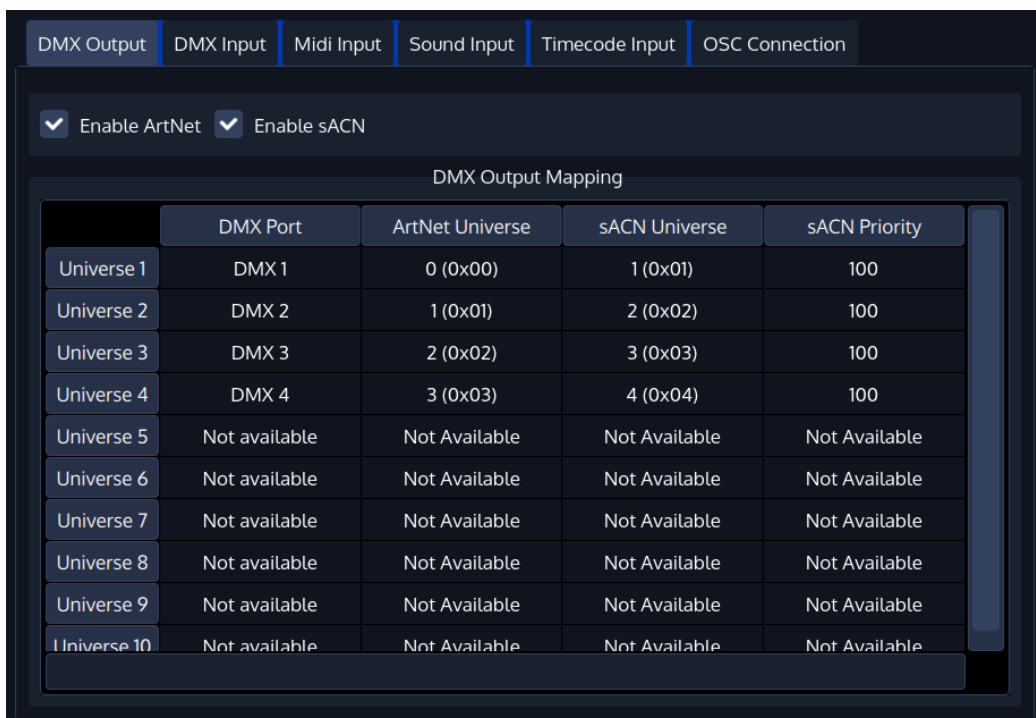 DMX Output DMX Input Midi Input Sound Input Timecode Input OSC Connection
Enable ArtNet Enable sACN
DMX Output Mapping
DMX Port ArtNet Universe sACN Universe sACN Priority
Universe 1 DMX 1 0 (0x00) 1 (0x01) 100
Universe 2 DMX 2 1 (0x01) 2 (0x02) 100
Universe 3 DMX 3 2 (0x02) 3 (0x03) 100
Universe 4 DMX 4 3 (0x03) 4 (0x04) 100
Universe 5 Not available Not Available Not Available Not Available
Universe 6 Not available Not Available Not Available Not Available
Universe 7 Not available Not Available Not Available Not Available
Universe 8 Not available Not Available Not Available Not Available
Universe 9 Not available Not Available Not Available Not Available
Universe 10 Not available Not Available Not Available Not Available